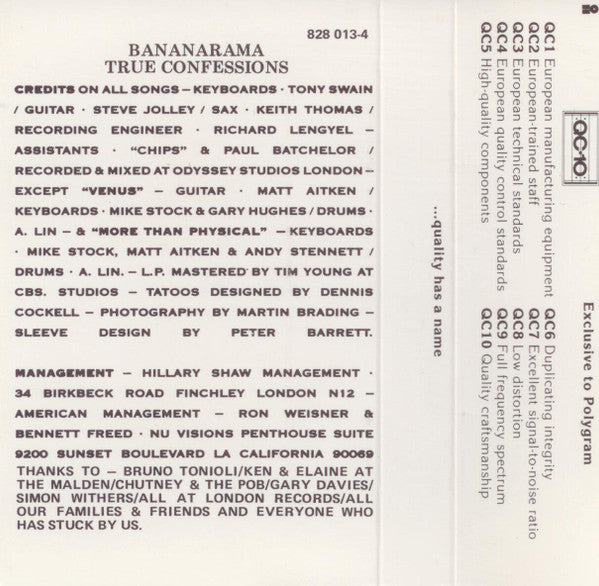 828 013-4
BANANARAMA
TRUE CONFESSIONS
CREDITS ON ALL SONGS – KEYBOARDS · TONY SWAIN
/ GUITAR · STEVE JOLLEY / SAX · KEITH THOMAS /
RECORDING ENGINEER · RICHARD LENGYEL –
ASSISTANTS · “CHIPS” & PAUL BATCHELOR /
RECORDED & MIXED AT ODYSSEY STUDIOS LONDON –
EXCEPT “VENUS” – GUITAR · MATT AITKEN /
KEYBOARDS · MIKE STOCK & GARY HUGHES / DRUMS ·
A. LIN – & “MORE THAN PHYSICAL” – KEYBOARDS
· MIKE STOCK, MATT AITKEN & ANDY STENNETT /
DRUMS · A. LIN. – L.P. MASTERED BY TIM YOUNG AT
CBS. STUDIOS – TATOOS DESIGNED BY DENNIS
COCKELL – PHOTOGRAPHY BY MARTIN BRADING –
SLEEVE DESIGN BY PETER BARRETT.
MANAGEMENT – HILLARY SHAW MANAGEMENT ·
34 BIRKBECK ROAD FINCHLEY LONDON N12 –
AMERICAN MANAGEMENT – RON WEISNER &
BENNETT FREED · NU VISIONS PENTHOUSE SUITE
9200 SUNSET BOULEVARD LA CALIFORNIA 90069
THANKS TO – BRUNO TONIOLI/KEN & ELAINE AT
THE MALDEN/CHUTNEY & THE POB/GARY DAVIES/
SIMON WITHERS/ALL AT LONDON RECORDS/ALL
OUR FAMILIES & FRIENDS AND EVERYONE WHO
HAS STUCK BY US.
...quality has a name
QC-10
Exclusive to Polygram
QC1 European manufacturing equipment
QC2 European-trained staff
QC3 European technical standards
QC4 European quality control standards
QC5 High-quality components
QC6 Duplicating integrity
QC7 Excellent signal-to-noise ratio
QC8 Low distortion
QC9 Full frequency spectrum
QC10 Quality craftsmanship